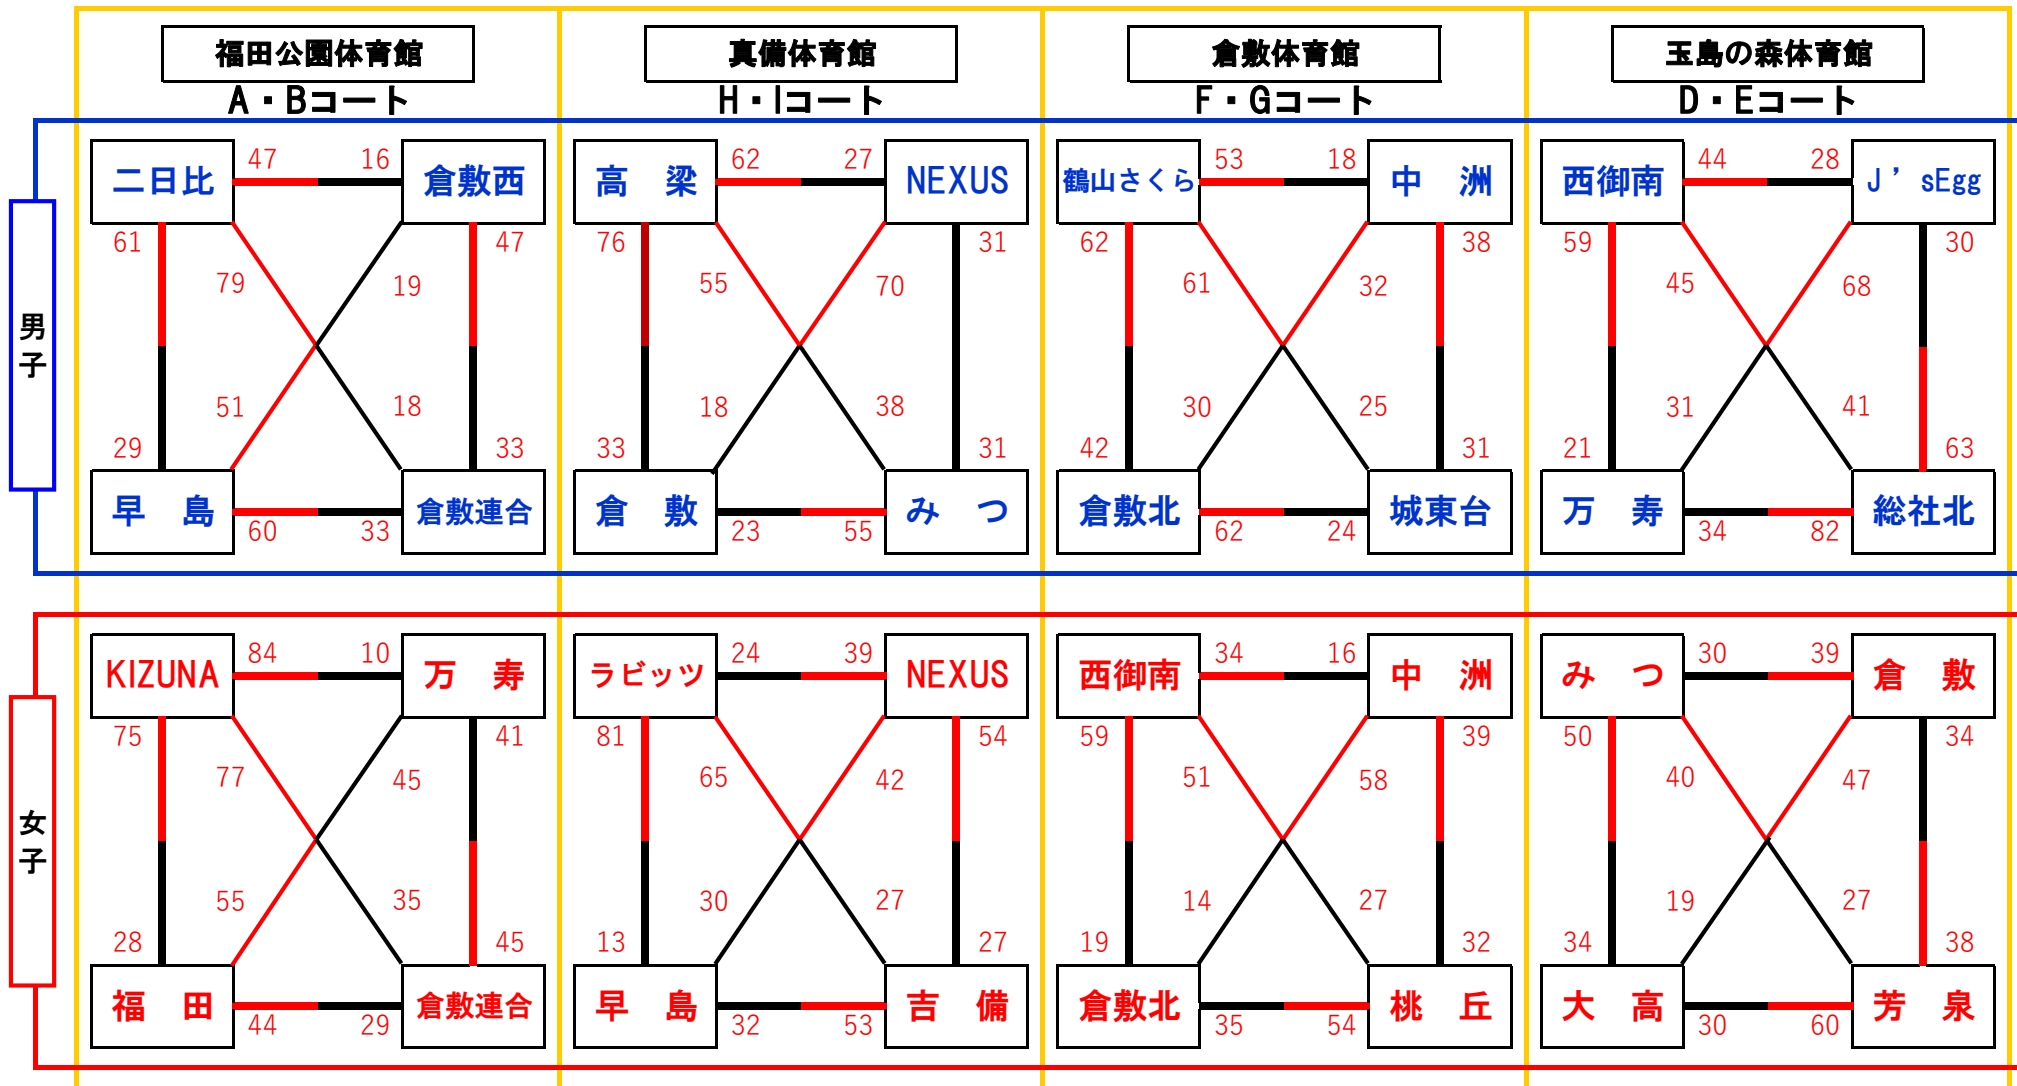 福田公園体育館 真備体育館 倉敷体育館 玉島の森体育館
A・Bコート H・Iコート F・Gコート D・Eコート
男子
二日比 47 16 倉敷西 高 梁 62 27 NEXUS 鶴山さくら 53 18 中 洲 西御南 44 28 J’sEgg
61 47 76 31 62 38 59 30
79 19 55 70 61 32 45 68
51 18 18 38 30 25 31 41
29 33 33 31 42 31 21 63
早 島 60 33 倉敷連合 倉 敷 23 55 み つ 倉敷北 62 24 城東台 万 寿 34 82 総社北
女子
KIZUNA 84 10 万 寿 ラビッツ 24 39 NEXUS 西御南 34 16 中 洲 み つ 30 39 倉 敷
75 41 81 54 59 39 50 34
77 45 65 42 51 58 40 47
55 35 30 27 14 27 19 27
28 45 13 27 19 32 34 38
福 田 44 29 倉敷連合 早 島 32 53 吉 備 倉敷北 35 54 桃 丘 大 高 30 60 芳 泉